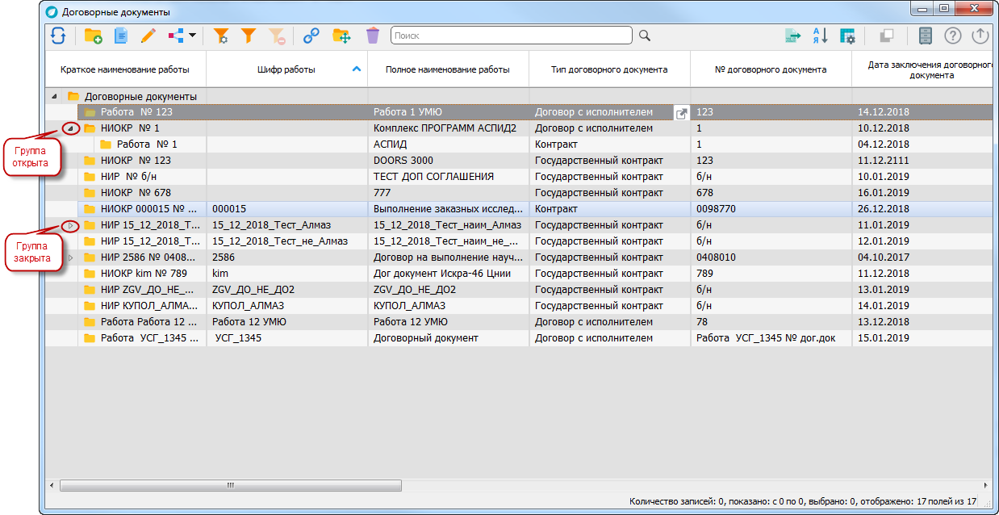 Договорные документы
Поиск
А
Я
?
Краткое наименование работы Шифр работы Полное наименование работы Тип договорного документа № договорного документа Дата заключения договорного
документа
Договорные документы
Работа № 123 Работа 1 УМЮ Договор с исполнителем 123 14.12.2018
НИОКР № 1 Комплекс ПРОГРАММ АСПИД2 Договор с исполнителем 1 10.12.2018
Работа № 1 АСПИД Контракт 1 04.12.2018
Группа
открыта
НИОКР № 123 DOORS 3000 Государственный контракт 123 11.12.2111
НИР № б/н ТЕСТ ДОП СОГЛАШЕНИЯ Государственный контракт б/н 10.01.2019
НИОКР № 678 777 Государственный контракт 678 16.01.2019
НИОКР 000015 № ... 000015 Выполнение заказных исслед... Контракт 0098770 26.12.2018
НИР 15_12_2018_Т... 15_12_2018_Тест_Алмаз 15_12_2018_Тест_наим_Алмаз Государственный контракт б/н 11.01.2019
НИР 15_12_2018_Т... 15_12_2018_Тест_не_Алмаз 15_12_2018_Тест_наим_не_... Государственный контракт б/н 12.01.2019
Группа
закрыта
НИР 2586 № 0408... 2586 Договор на выполнение науч... Государственный контракт 0408010 04.10.2017
НИОКР kim № 789 kim Дог документ Искра-46 Цнии Государственный контракт 789 11.12.2018
НИР ZGV_ДО_НЕ_... ZGV_ДО_НЕ_ДО2 ZGV_ДО_НЕ_ДО2 Государственный контракт б/н 13.01.2019
НИР КУПОЛ_АЛМА... КУПОЛ_АЛМАЗ КУПОЛ_АЛМАЗ Государственный контракт б/н 14.01.2019
Работа Работа 12 ... Работа 12 УМЮ Работа 12 УМЮ Договор с исполнителем 78 13.12.2018
Работа УСГ_1345 ... УСГ_1345 Договорный документ Договор с исполнителем Работа УСГ_1345 № дог.док 15.01.2019
Количество записей: 0, показано: с 0 по 0, выбрано: 0, отображено: 17 полей из 17